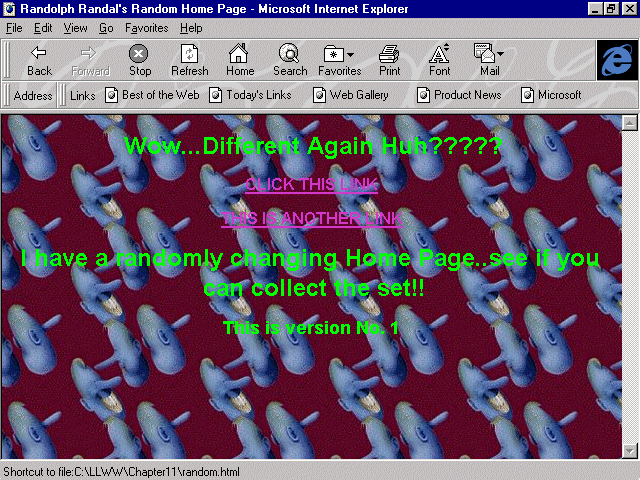 Randolph Randal's Random Home Page - Microsoft Internet Explorer
File Edit View Go Favorites Help
Back Forward Stop Refresh Home Search Favorites Print Font Mail
Address Links Best of the Web Today's Links Web Gallery Product News Microsoft
Wow...Different Again Huh?????
CLICK THIS LINK
THIS IS ANOTHER LINK
I have a randomly changing Home Page..see if you
can collect the set!!
This is version No. 1
Shortcut to file:C:\LLWW\Chapter11\random.html